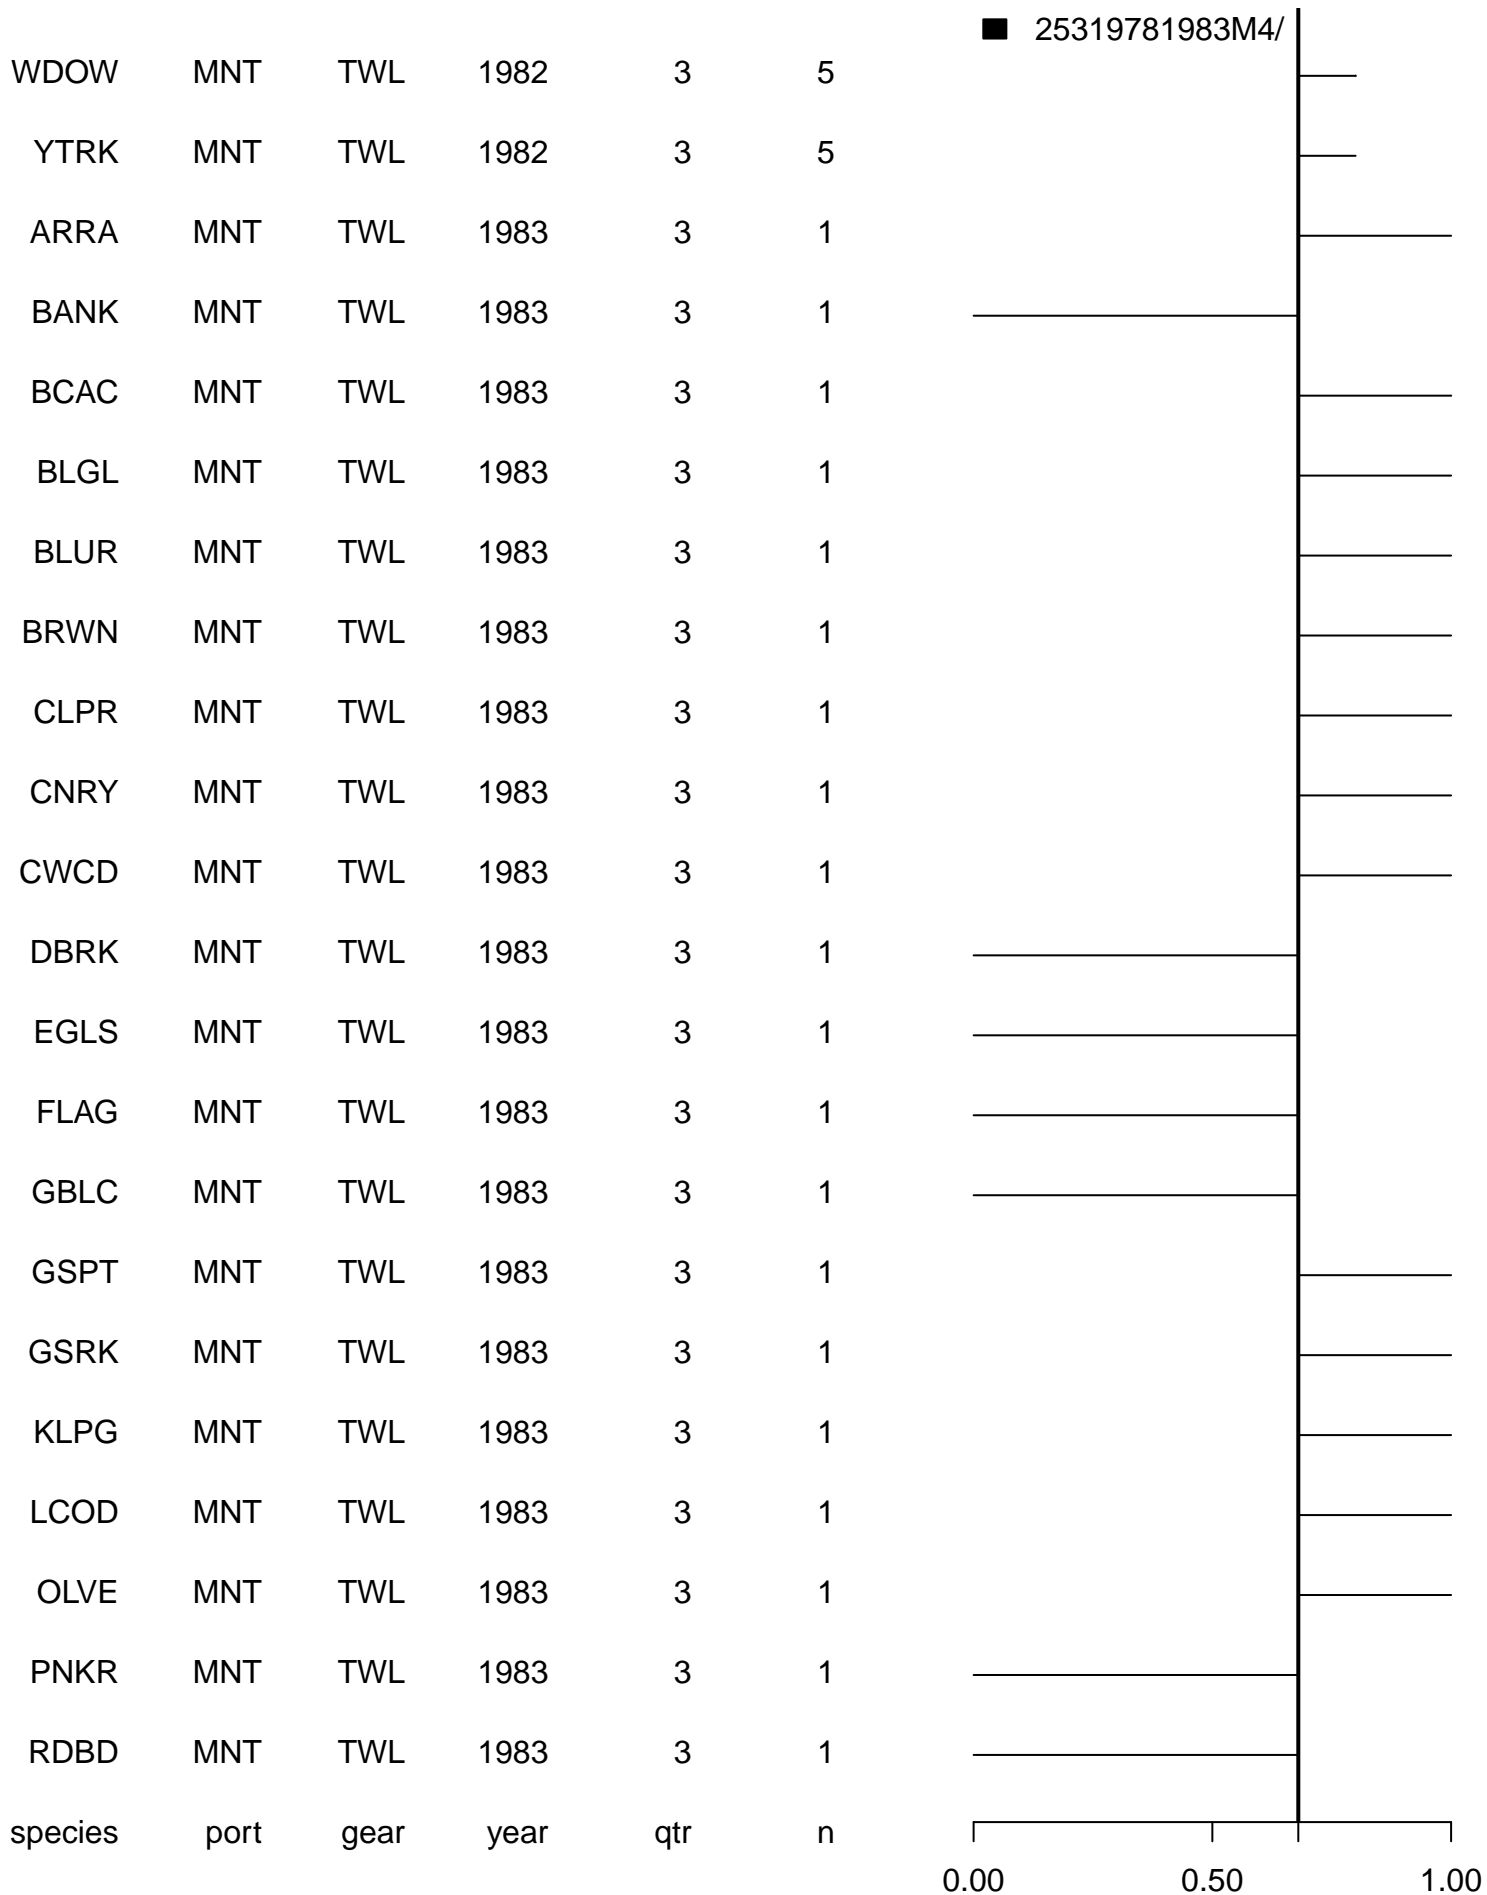 25319781983M4/
WDOW MNT TWL 1982 3 5
YTRK MNT TWL 1982 3 5
ARRA MNT TWL 1983 3 1
BANK MNT TWL 1983 3 1
BCAC MNT TWL 1983 3 1
BLGL MNT TWL 1983 3 1
BLUR MNT TWL 1983 3 1
BRWN MNT TWL 1983 3 1
CLPR MNT TWL 1983 3 1
CNRY MNT TWL 1983 3 1
CWCD MNT TWL 1983 3 1
DBRK MNT TWL 1983 3 1
EGLS MNT TWL 1983 3 1
FLAG MNT TWL 1983 3 1
GBLC MNT TWL 1983 3 1
GSPT MNT TWL 1983 3 1
GSRK MNT TWL 1983 3 1
KLPG MNT TWL 1983 3 1
LCOD MNT TWL 1983 3 1
OLVE MNT TWL 1983 3 1
PNKR MNT TWL 1983 3 1
RDBD MNT TWL 1983 3 1
species port gear year qtr n
0.00 0.50 1.00